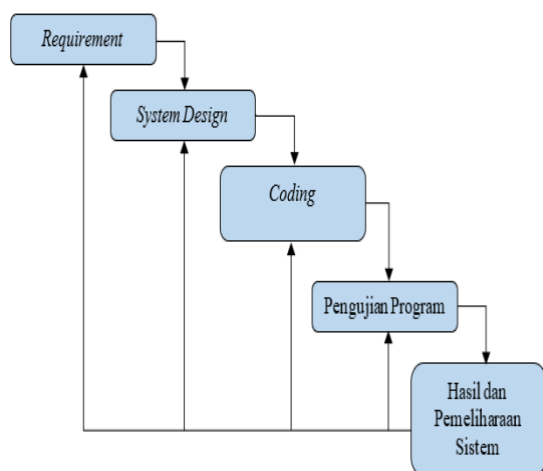 Requirement
System Design
Coding
Pengujian Program
Hasil dan
Pemeliharaan
Sistem